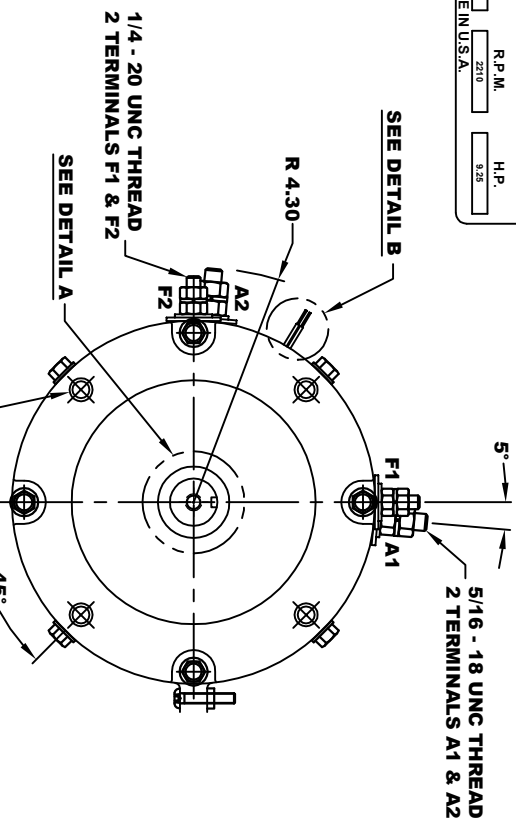 R.P.M. H.P.
2210 9.25
E IN U.S.A.
SEE DETAIL B
1/4 - 20 UNC THREAD
2 TERMINALS F1 & F2
R 4.30
SEE DETAIL A
A2
F2
5°
F1
A1
5/16 - 18 UNC THREAD
2 TERMINALS A1 & A2
45°